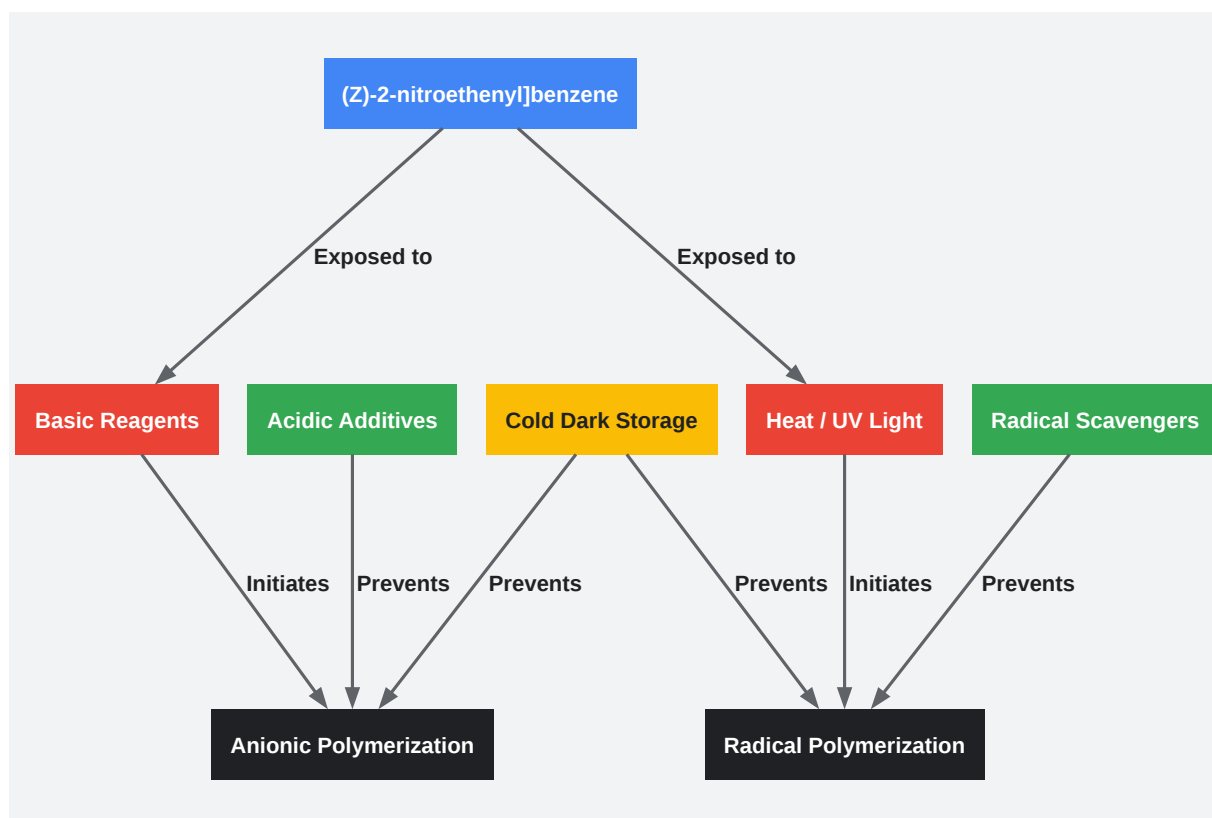 (Z)-2-nitroethenyl]benzene
Exposed to
Exposed to
Basic Reagents
Acidic Additives
Cold Dark Storage
Heat / UV Light
Radical Scavengers
Initiates
Prevents
Prevents
Prevents
Initiates
Prevents
Anionic Polymerization
Radical Polymerization